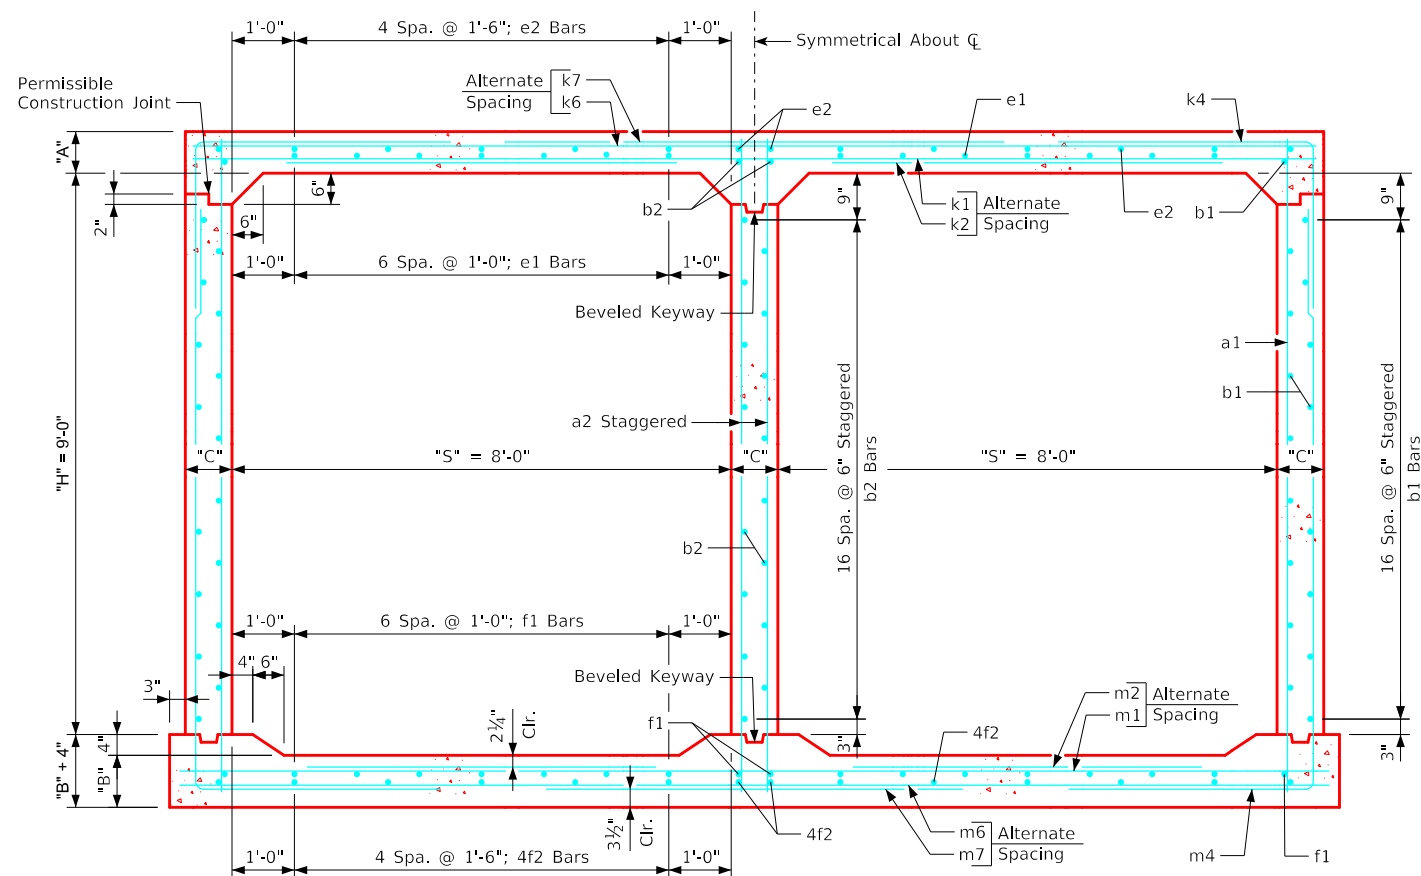 1'-0"
4 Spa. @ 1'-6"; e2 Bars
1'-0"
Symmetrical About ℄
Permissible
Construction Joint
Alternate
Spacing
k7
k6
e2
e1
k4
"A"
6"
9"
9"
2"
6"
b2
k1
k2
Alternate
Spacing
e2
b1
1'-0"
6 Spa. @ 1'-0"; e1 Bars
1'-0"
Beveled Keyway
a1
b1
a2 Staggered
"H" = 9'-0"
"C"
"S" = 8'-0"
"C"
16 Spa. @ 6" Staggered
b2 Bars
"S" = 8'-0"
"C"
16 Spa. @ 6" Staggered
b1 Bars
b2
1'-0"
6 Spa. @ 1'-0"; f1 Bars
1'-0"
4"
6"
3"
Beveled Keyway
2¼"
Clr.
f1
m2
m1
Alternate
Spacing
4f2
3"
3"
"B" + 4"
4"
"B"
3½"
Clr.
4f2
m6
m7
Alternate
Spacing
m4
f1
1'-0"
4 Spa. @ 1'-6"; 4f2 Bars
1'-0"